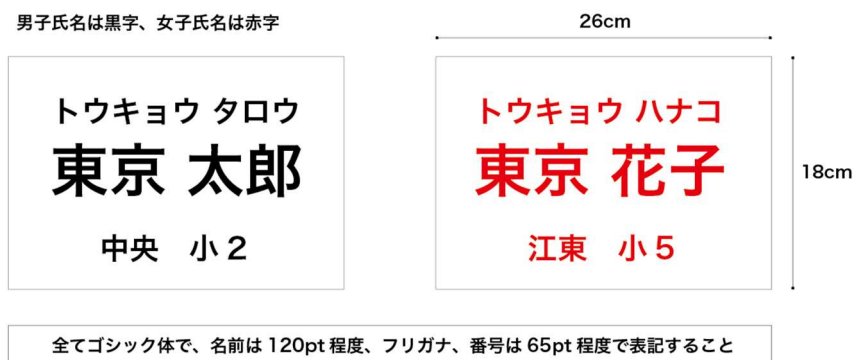 男子氏名は黒字、女子氏名は赤字
26cm
トウキョウ タロウ
東京 太郎
中央　小２
トウキョウ ハナコ
東京 花子
江東　小５
18cm
全てゴシック体で、名前は 120pt 程度、フリガナ、番号は 65pt 程度で表記すること